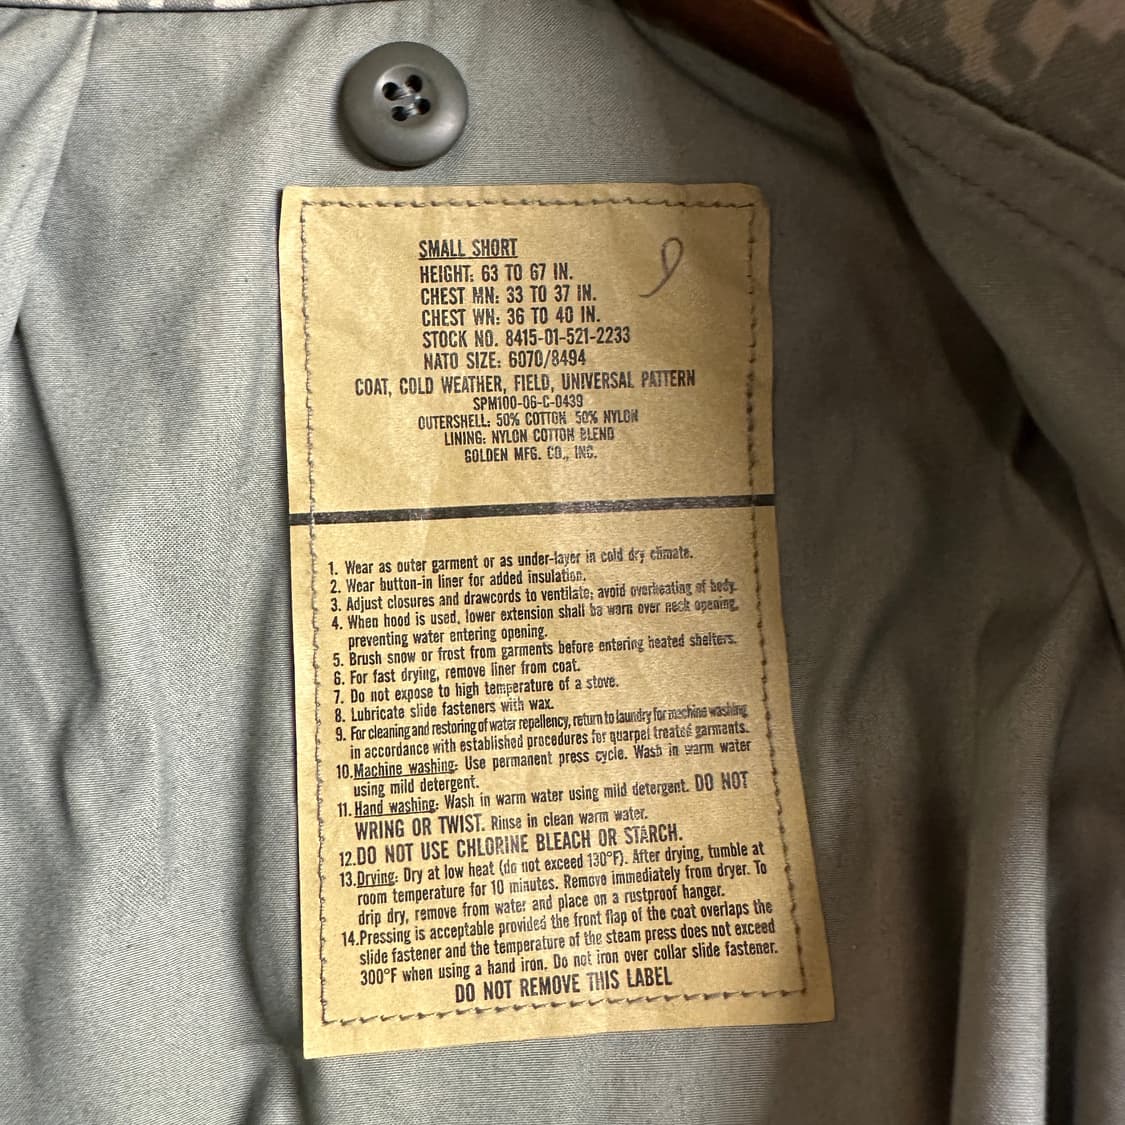 SMALL SHORT
HEIGHT: 63 TO 67 IN.
CHEST MN: 33 TO 37 IN.
CHEST WN: 36 TO 40 IN.
STOCK NO. 8415-01-521-2233
NATO SIZE: 6070/8494
COAT, COLD WEATHER, FIELD, UNIVERSAL PATTERN
SPM100-06-C-0439
OUTERSHELL: 50% COTTON 50% NYLON
LINING: NYLON COTTON BLEND
GOLDEN MFG. CO., INC.
1. Wear as outer garment or as under-layer in cold dry climate.
2. Wear button-in liner for added insulation.
3. Adjust closures and drawcords to ventilate; avoid overheating of body.
4. When hood is used, lower extension shall be worn over neck opening,
preventing water entering opening.
5. Brush snow or frost from garments before entering heated shelters.
6. For fast drying, remove liner from coat.
7. Do not expose to high temperature of a stove.
8. Lubricate slide fasteners with wax.
9. For cleaning and restoring of water repellency, return to laundry for machine washing
in accordance with established procedures for quarpel treated garments.
10.Machine washing: Use permanent press cycle. Wash in warm water
using mild detergent.
11. Hand washing: Wash in warm water using mild detergent. DO NOT
WRING OR TWIST. Rinse in clean warm water.
12.DO NOT USE CHLORINE BLEACH OR STARCH.
13.Drying: Dry at low heat (do not exceed 130°F). After drying, tumble at
room temperature for 10 minutes. Remove immediately from dryer. To
drip dry, remove from water and place on a rustproof hanger.
14.Pressing is acceptable provided the front flap of the coat overlaps the
slide fastener and the temperature of the steam press does not exceed
300°F when using a hand iron. Do not iron over collar slide fastener.
DO NOT REMOVE THIS LABEL